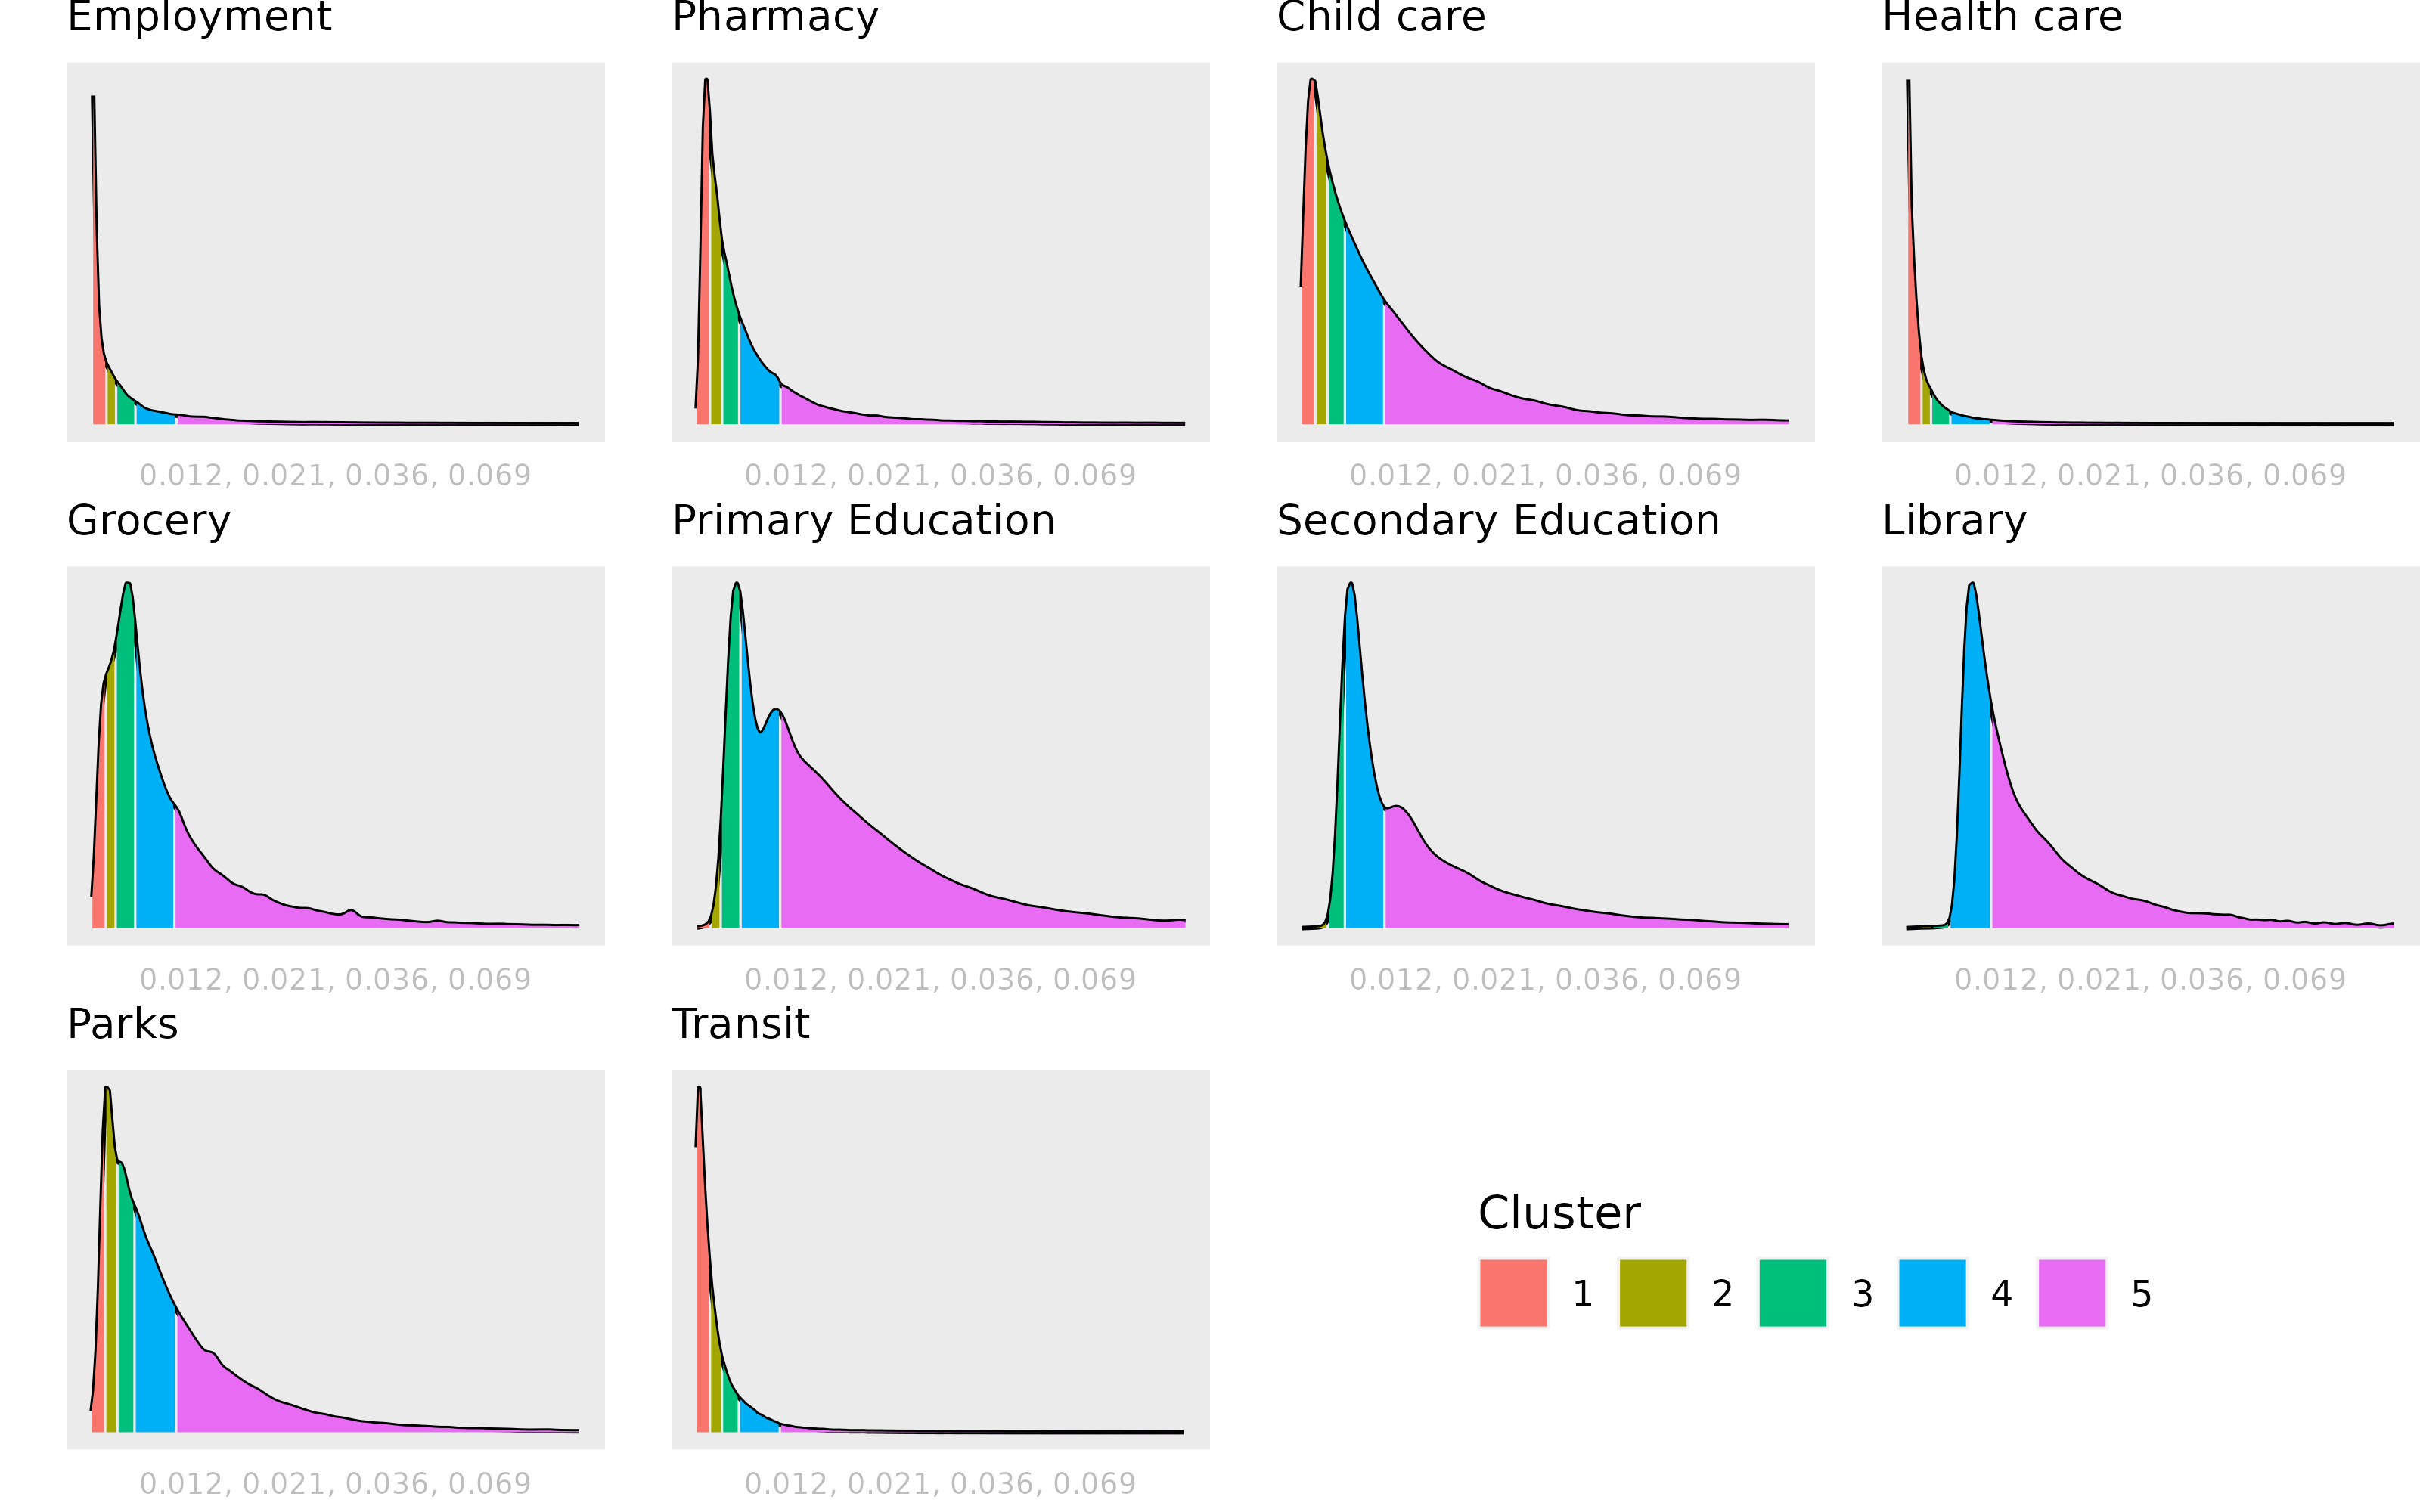 Employment
Pharmacy
Child care
Health care
0.012, 0.021, 0.036, 0.069
0.012, 0.021, 0.036, 0.069
0.012, 0.021, 0.036, 0.069
0.012, 0.021, 0.036, 0.069
Grocery
Primary Education
Secondary Education
Library
0.012, 0.021, 0.036, 0.069
0.012, 0.021, 0.036, 0.069
0.012, 0.021, 0.036, 0.069
0.012, 0.021, 0.036, 0.069
Parks
Transit
Cluster
1 2 3 4 5
0.012, 0.021, 0.036, 0.069
0.012, 0.021, 0.036, 0.069